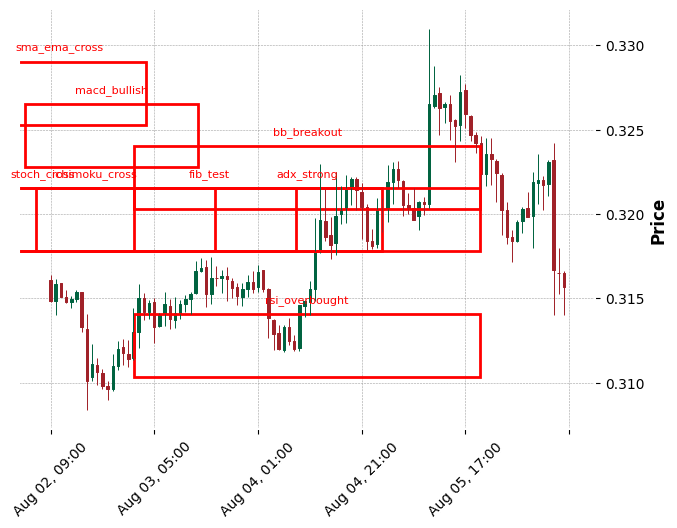 sma_ema_cross
0.330
macd_bullish
0.325
bb_breakout
stoch_cross
ichimoku_cross
fib_test
adx_strong
0.320
Price
0.315
rsi_overbought
0.310
Aug 02, 09:00
Aug 03, 05:00
Aug 04, 01:00
Aug 04, 21:00
Aug 05, 17:00